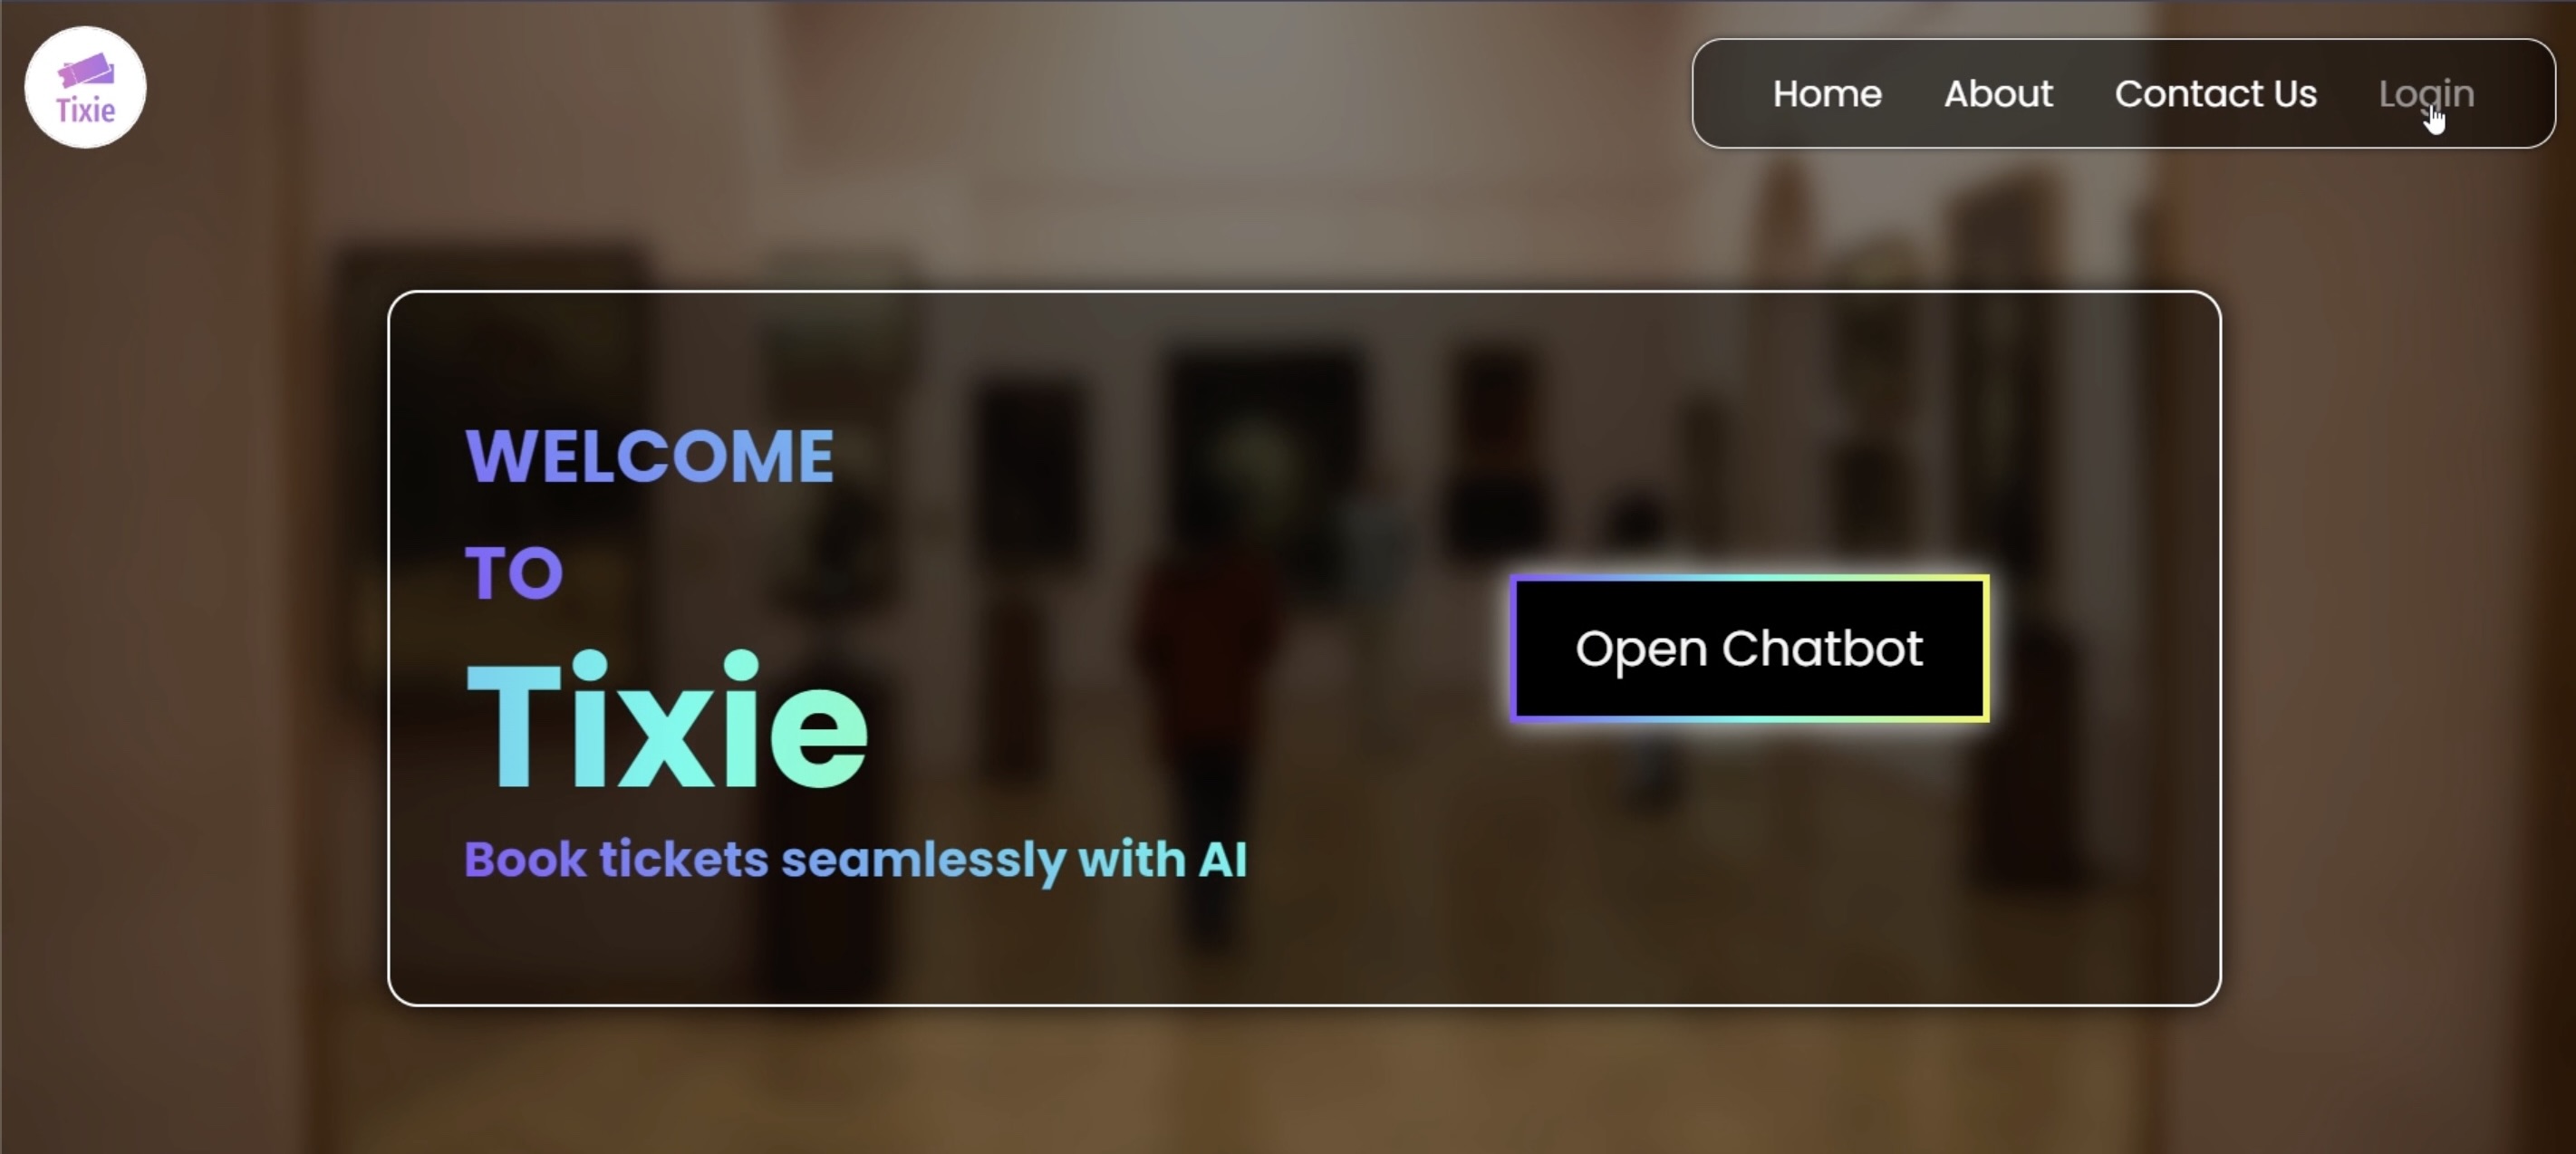 Tixie
Home About Contact Us Login
WELCOME
TO
Tixie
Book tickets seamlessly with AI
Open Chatbot